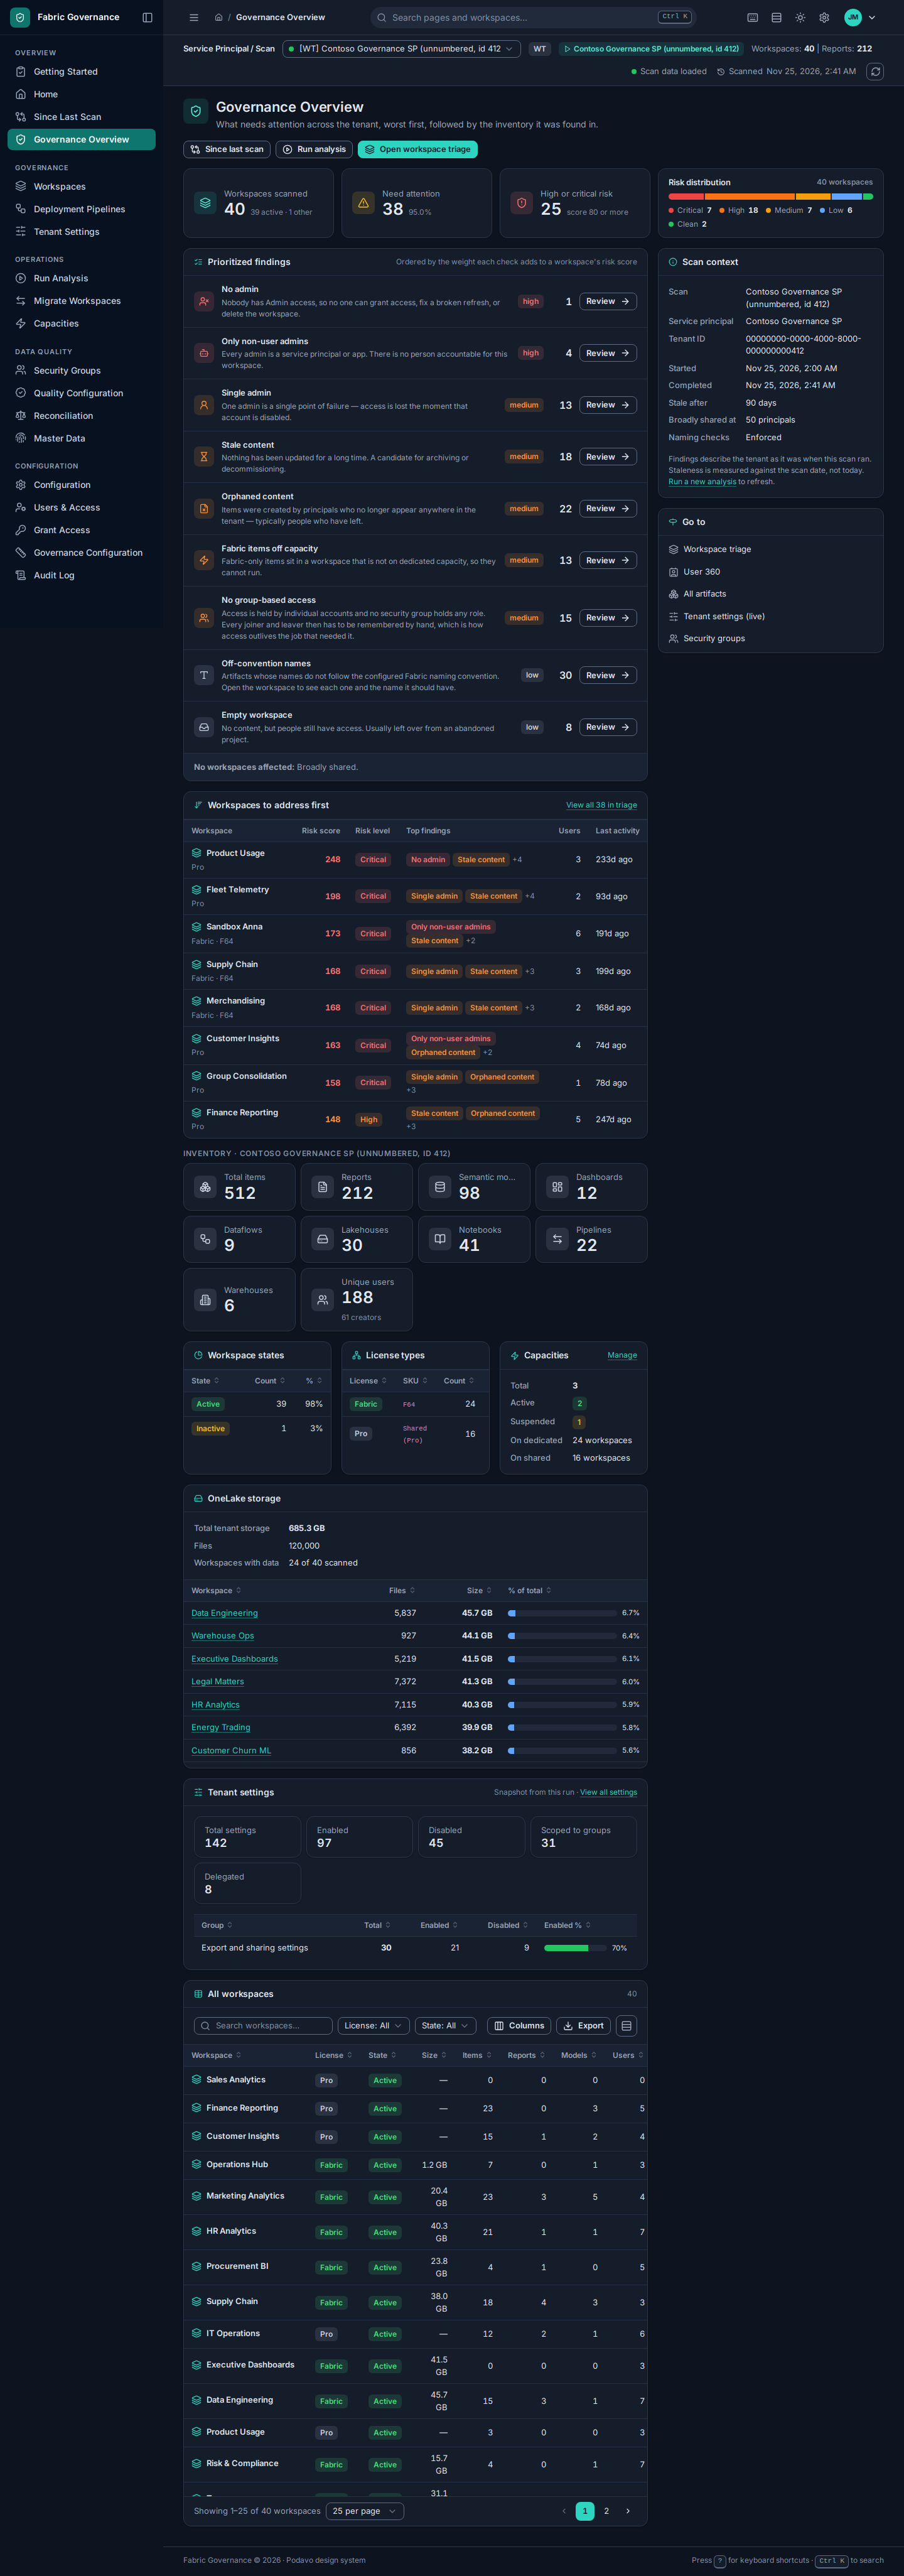 Fabric Governance
OVERVIEW
Getting Started
Home
Since Last Scan
Governance Overview
GOVERNANCE
Workspaces
Deployment Pipelines
Tenant Settings
OPERATIONS
Run Analysis
Migrate Workspaces
Capacities
DATA QUALITY
Security Groups
Quality Configuration
Reconciliation
Master Data
CONFIGURATION
Configuration
Users & Access
Grant Access
Governance Configuration
Audit Log
/ Governance Overview
Search pages and workspaces... Ctrl K
JM
Service Principal / Scan [WT] Contoso Governance SP (unnumbered, id 412) WT Contoso Governance SP (unnumbered, id 412) Workspaces: 40 | Reports: 212
Scan data loaded Scanned Nov 25, 2026, 2:41 AM
Governance Overview
What needs attention across the tenant, worst first, followed by the inventory it was found in.
Since last scan Run analysis Open workspace triage
Workspaces scanned
40 39 active · 1 other
Need attention
38 95.0%
High or critical risk
25 score 80 or more
Risk distribution 40 workspaces
Critical 7 High 18 Medium 7 Low 6
Clean 2
Prioritized findings Ordered by the weight each check adds to a workspace's risk score
No admin
Nobody has Admin access, so no one can grant access, fix a broken refresh, or
delete the workspace.
high 1 Review
Only non-user admins
Every admin is a service principal or app. There is no person accountable for this
workspace.
high 4 Review
Single admin
One admin is a single point of failure — access is lost the moment that
account is disabled.
medium 13 Review
Stale content
Nothing has been updated for a long time. A candidate for archiving or
decommissioning.
medium 18 Review
Orphaned content
Items were created by principals who no longer appear anywhere in the
tenant — typically people who have left.
medium 22 Review
Fabric items off capacity
Fabric-only items sit in a workspace that is not on dedicated capacity, so they
cannot run.
medium 13 Review
No group-based access
Access is held by individual accounts and no security group holds any role.
Every joiner and leaver then has to be remembered by hand, which is how
access outlives the job that needed it.
medium 15 Review
Off-convention names
Artifacts whose names do not follow the configured Fabric naming convention.
Open the workspace to see each one and the name it should have.
low 30 Review
Empty workspace
No content, but people still have access. Usually left over from an abandoned
project.
low 8 Review
No workspaces affected: Broadly shared.
Scan context
Scan Contoso Governance SP
(unnumbered, id 412)
Service principal Contoso Governance SP
Tenant ID 00000000-0000-4000-8000-
000000000412
Started Nov 25, 2026, 2:00 AM
Completed Nov 25, 2026, 2:41 AM
Stale after 90 days
Broadly shared at 50 principals
Naming checks Enforced
Findings describe the tenant as it was when this scan ran.
Staleness is measured against the scan date, not today.
Run a new analysis to refresh.
Go to
Workspace triage
User 360
All artifacts
Tenant settings (live)
Security groups
Workspaces to address first View all 38 in triage
Workspace Risk score Risk level Top findings Users Last activity
Product Usage
Pro
248 Critical No admin Stale content +4 3 233d ago
Fleet Telemetry
Pro
198 Critical Single admin Stale content +4 2 93d ago
Sandbox Anna
Fabric · F64
173 Critical Only non-user admins
Stale content +2
6 191d ago
Supply Chain
Fabric · F64
168 Critical Single admin Stale content +3 3 199d ago
Merchandising
Fabric · F64
168 Critical Single admin Stale content +3 2 168d ago
Customer Insights
Pro
163 Critical Only non-user admins
Orphaned content +2
4 74d ago
Group Consolidation
Pro
158 Critical Single admin Orphaned content
+3
1 78d ago
Finance Reporting
Pro
148 High Stale content Orphaned content
+3
5 247d ago
INVENTORY · CONTOSO GOVERNANCE SP (UNNUMBERED, ID 412)
Total items
512
Reports
212
Semantic mo...
98
Dashboards
12
Dataflows
9
Lakehouses
30
Notebooks
41
Pipelines
22
Warehouses
6
Unique users
188
61 creators
Workspace states
State Count %
Active 39 98%
Inactive 1 3%
License types
License SKU Count
Fabric F64 24
Pro Shared
(Pro)
16
Capacities Manage
Total 3
Active 2
Suspended 1
On dedicated 24 workspaces
On shared 16 workspaces
OneLake storage
Total tenant storage 685.3 GB
Files 120,000
Workspaces with data 24 of 40 scanned
Workspace Files Size % of total
Data Engineering 5,837 45.7 GB 6.7%
Warehouse Ops 927 44.1 GB 6.4%
Executive Dashboards 5,219 41.5 GB 6.1%
Legal Matters 7,372 41.3 GB 6.0%
HR Analytics 7,115 40.3 GB 5.9%
Energy Trading 6,392 39.9 GB 5.8%
Customer Churn ML 856 38.2 GB 5.6%
Tenant settings Snapshot from this run · View all settings
Total settings
142
Enabled
97
Disabled
45
Scoped to groups
31
Delegated
8
Group Total Enabled Disabled Enabled %
Export and sharing settings 30 21 9 70%
All workspaces 40
Search workspaces... License: All State: All Columns Export
Workspace License State Size Items Reports Models Users
Sales Analytics Pro Active — 0 0 0 0
Finance Reporting Pro Active — 23 0 3 5
Customer Insights Pro Active — 15 1 2 4
Operations Hub Fabric Active 1.2 GB 7 0 1 3
Marketing Analytics Fabric Active 20.4
GB
23 3 5 4
HR Analytics Fabric Active 40.3
GB
21 1 1 7
Procurement BI Fabric Active 23.8
GB
4 1 0 5
Supply Chain Fabric Active 38.0
GB
18 4 3 3
IT Operations Pro Active — 12 2 1 6
Executive Dashboards Fabric Active 41.5
GB
0 0 0 3
Data Engineering Fabric Active 45.7
GB
15 3 1 7
Product Usage Pro Active — 3 0 0 3
Risk & Compliance Fabric Active 15.7
GB
4 0 1 7
31.1
Showing 1–25 of 40 workspaces 25 per page 1 2
Fabric Governance © 2026 · Podavo design system
Press ? for keyboard shortcuts · Ctrl K to search